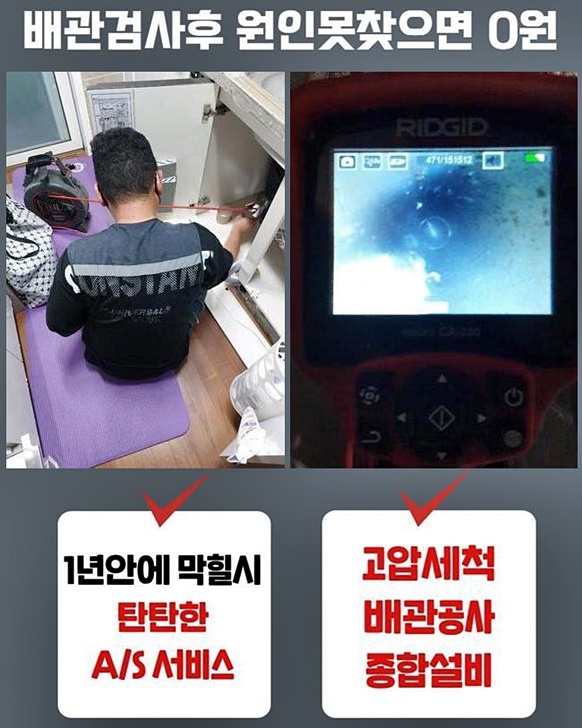 배관검사후 원인못찾으면 0원
RIDGID
471/151512
1년안에 막힐시
탄탄한
A/S 서비스
고압세척
배관공사
종합설비